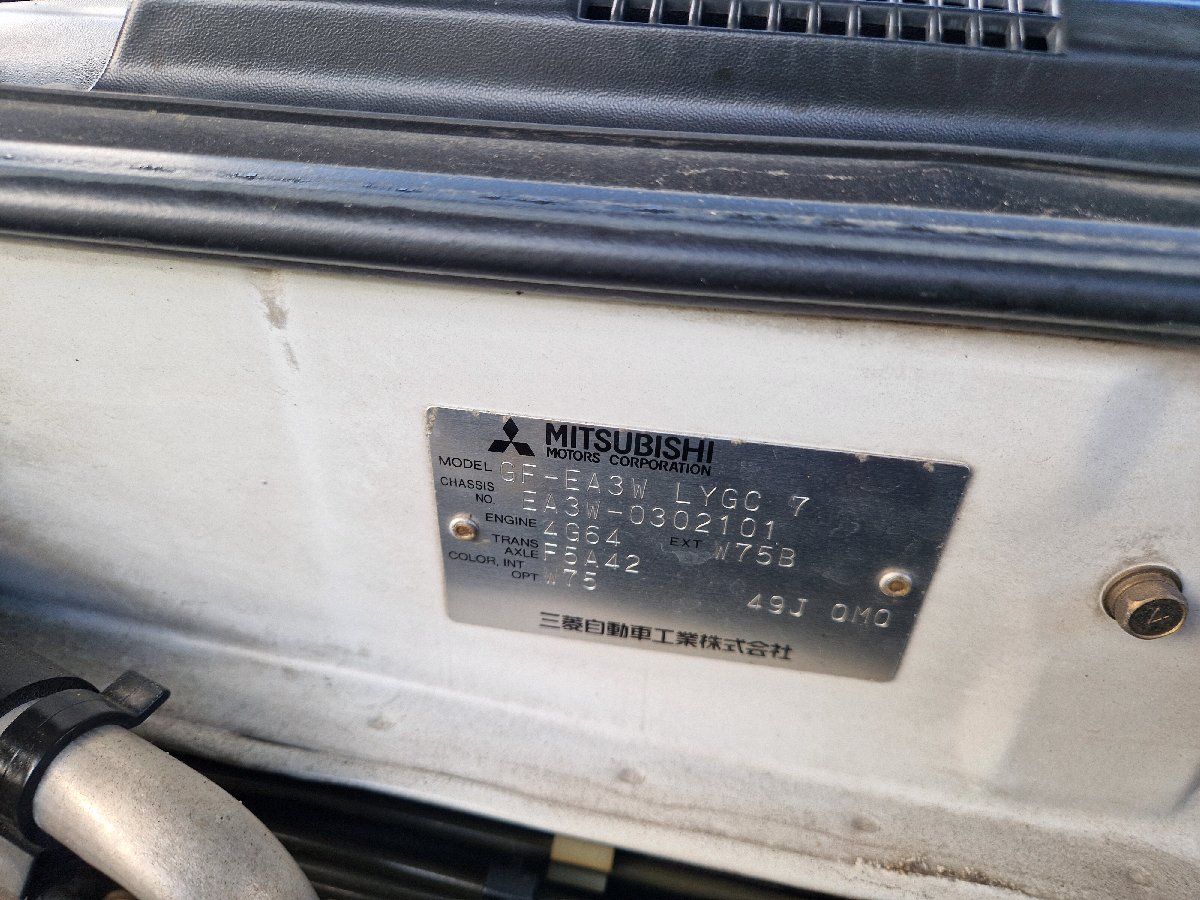 MITSUBISHI
MOTORS CORPORATION
MODEL GF-EA3W LYGC 7
CHASSIS NO. EA3W-0302101
ENGINE 4G64 EXT W75B
TRANS AXLE F5A42
COLOR, INT OPT W75
49J 0M0
三菱自動車工業株式会社